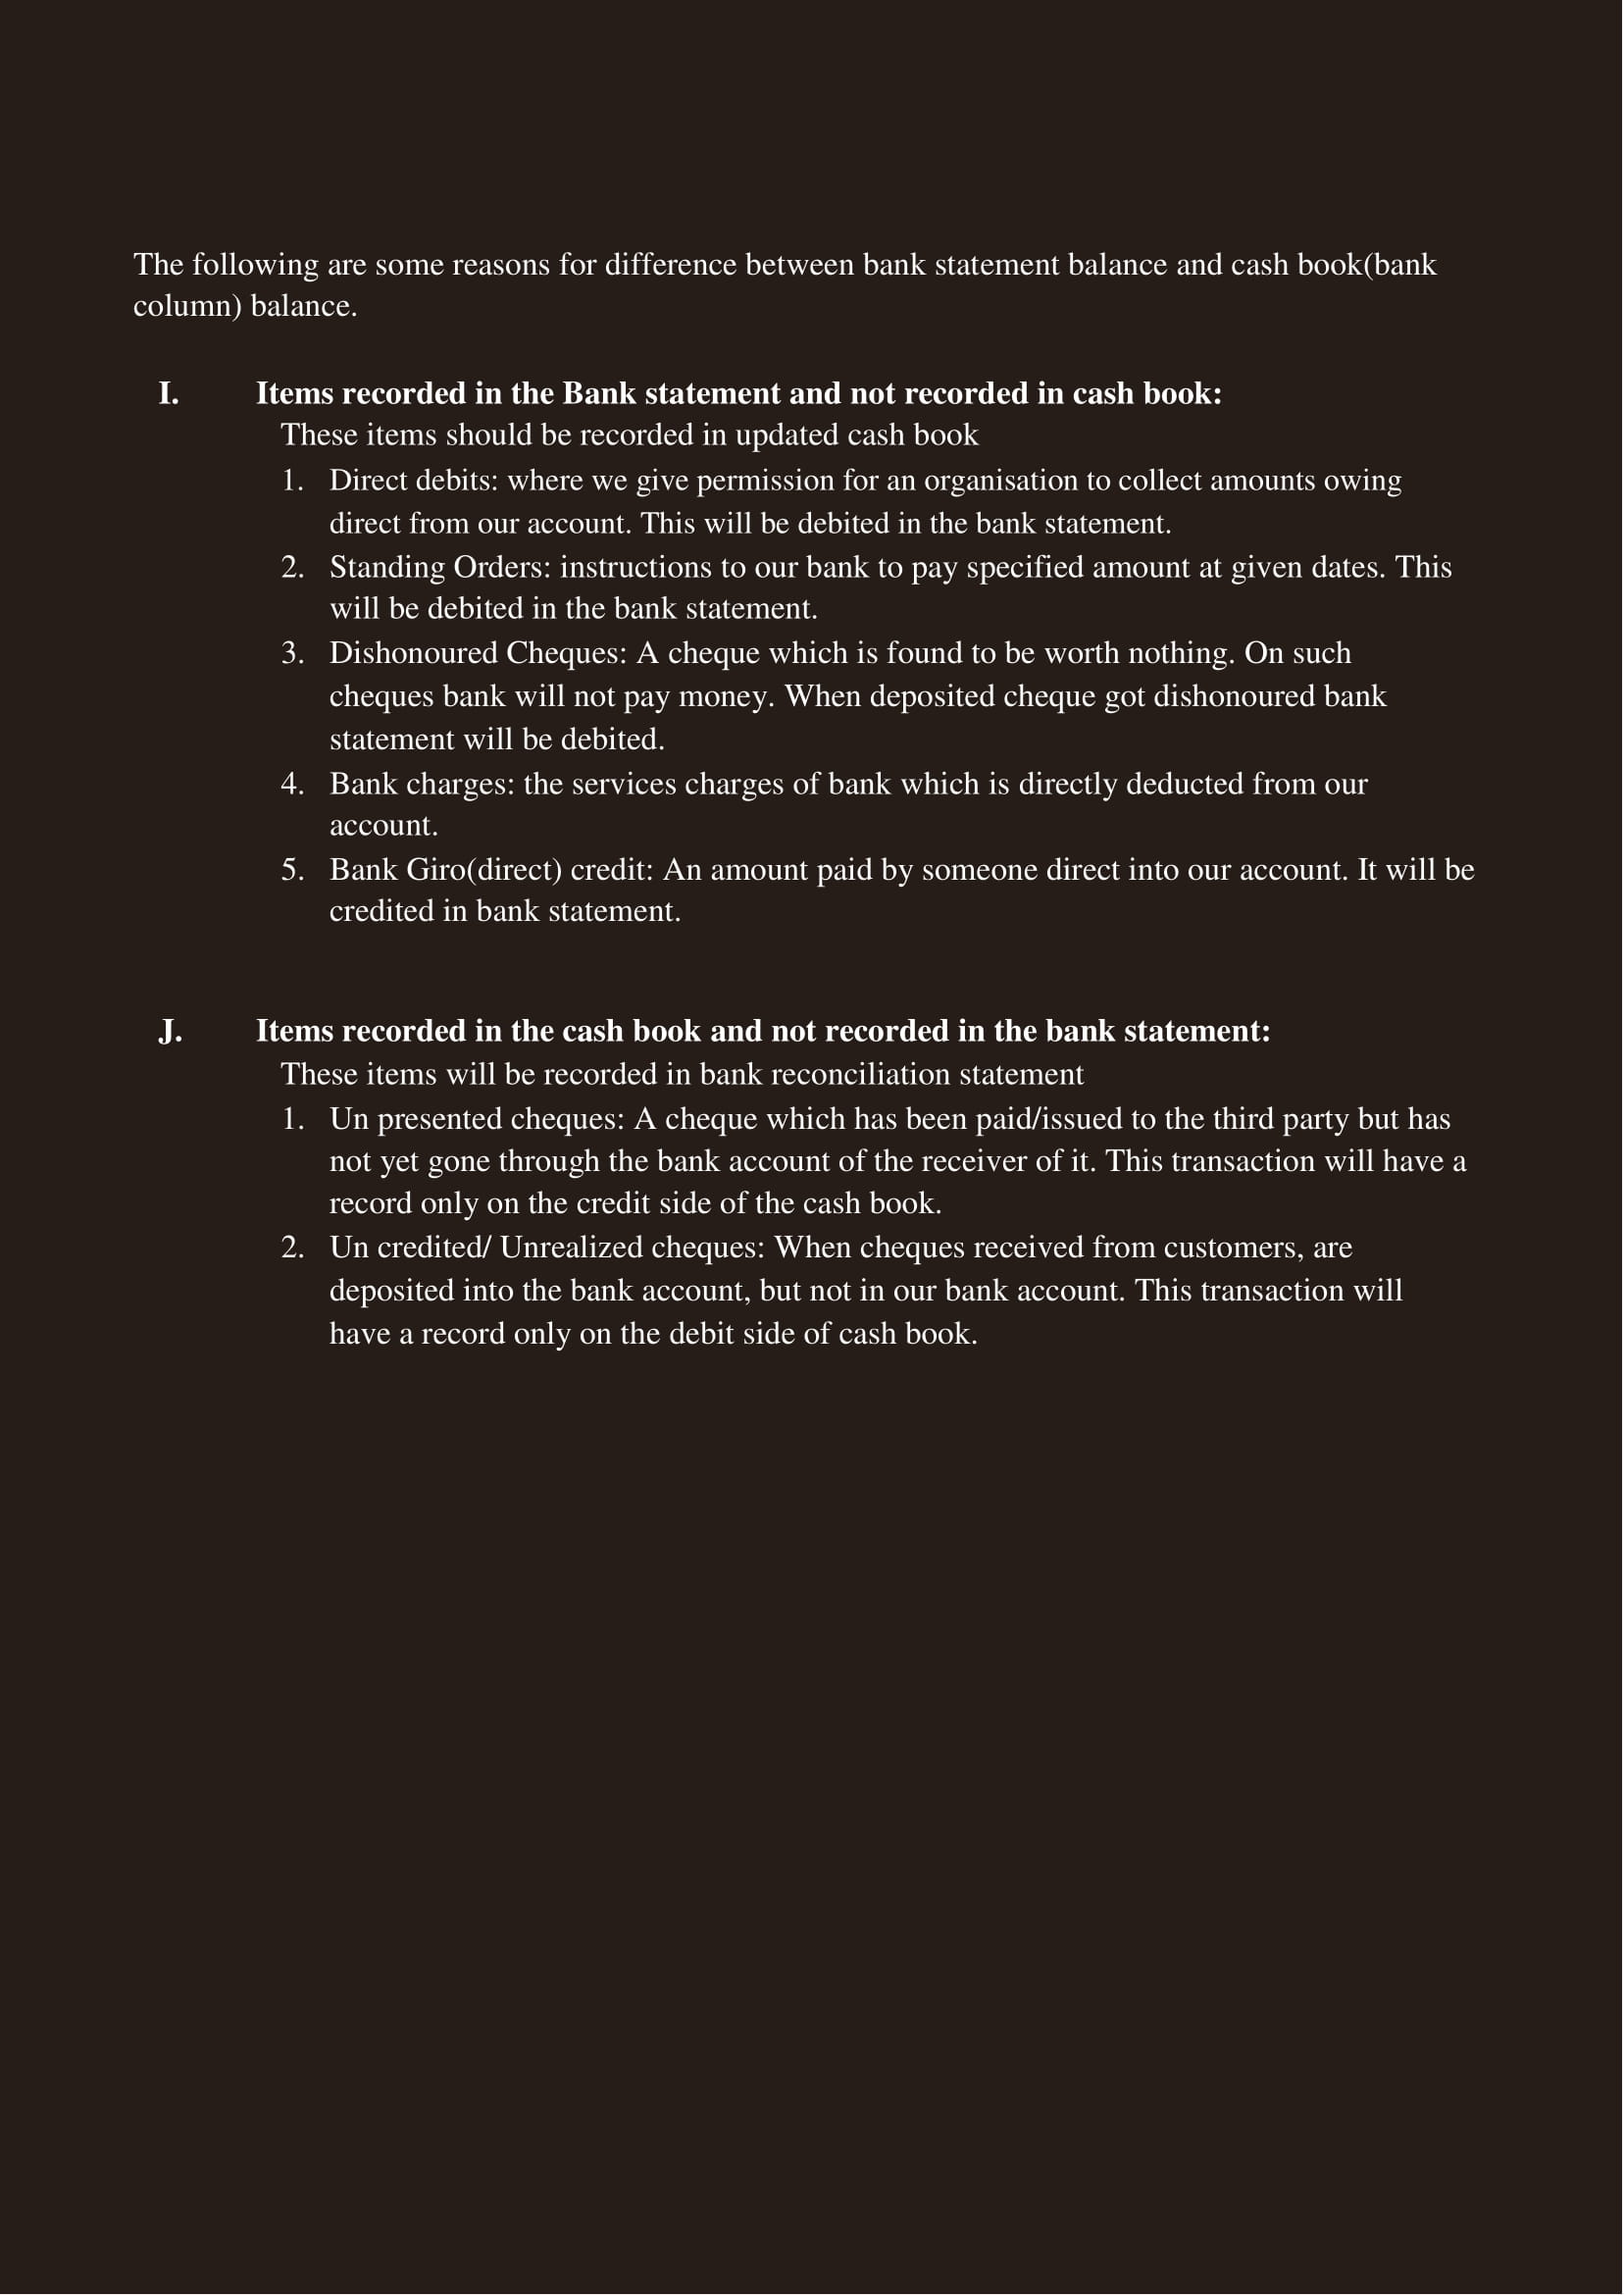 The following are some reasons for difference between bank statement balance and cash book(bank
column) balance.
I. Items recorded in the Bank statement and not recorded in cash book:
These items should be recorded in updated cash book
1. Direct debits: where we give permission for an organisation to collect amounts owing
direct from our account. This will be debited in the bank statement.
2. Standing Orders: instructions to our bank to pay specified amount at given dates. This
will be debited in the bank statement.
3. Dishonoured Cheques: A cheque which is found to be worth nothing. On such
cheques bank will not pay money. When deposited cheque got dishonoured bank
statement will be debited.
4. Bank charges: the services charges of bank which is directly deducted from our
account.
5. Bank Giro(direct) credit: An amount paid by someone direct into our account. It will be
credited in bank statement.
J. Items recorded in the cash book and not recorded in the bank statement:
These items will be recorded in bank reconciliation statement
1. Un presented cheques: A cheque which has been paid/issued to the third party but has
not yet gone through the bank account of the receiver of it. This transaction will have a
record only on the credit side of the cash book.
2. Un credited/ Unrealized cheques: When cheques received from customers, are
deposited into the bank account, but not in our bank account. This transaction will
have a record only on the debit side of cash book.